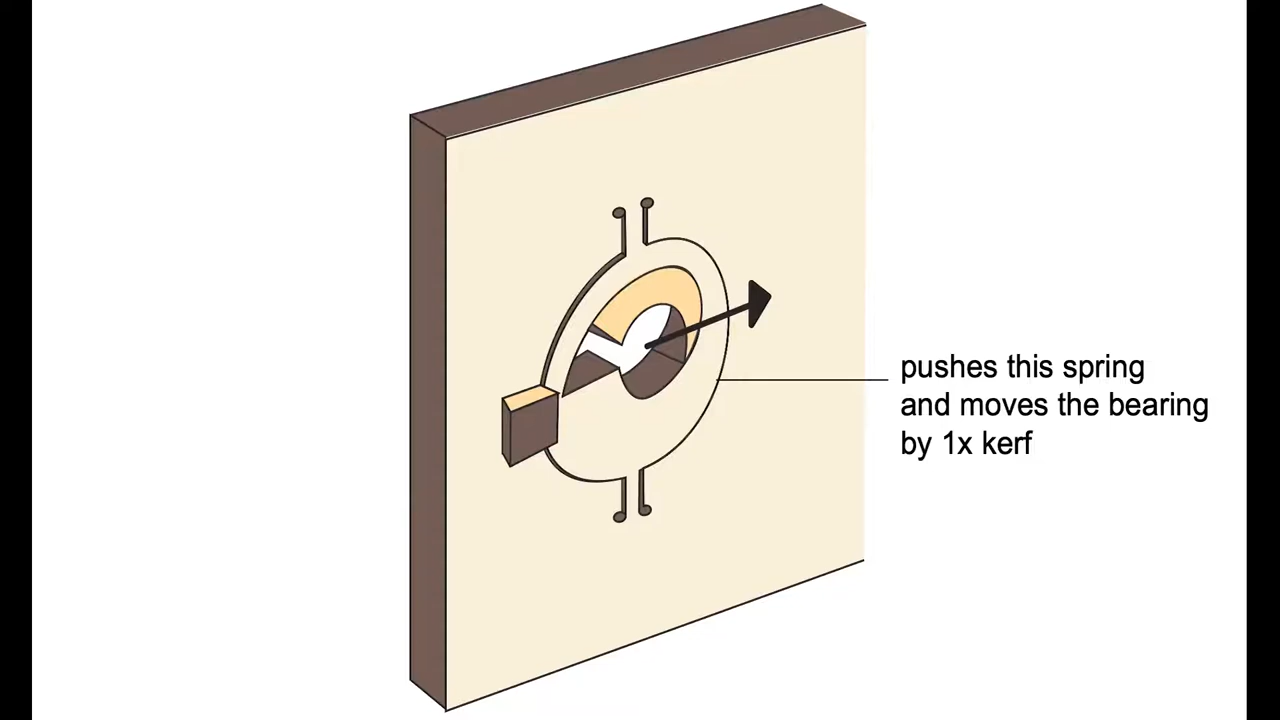 pushes this spring
and moves the bearing
by 1x kerf